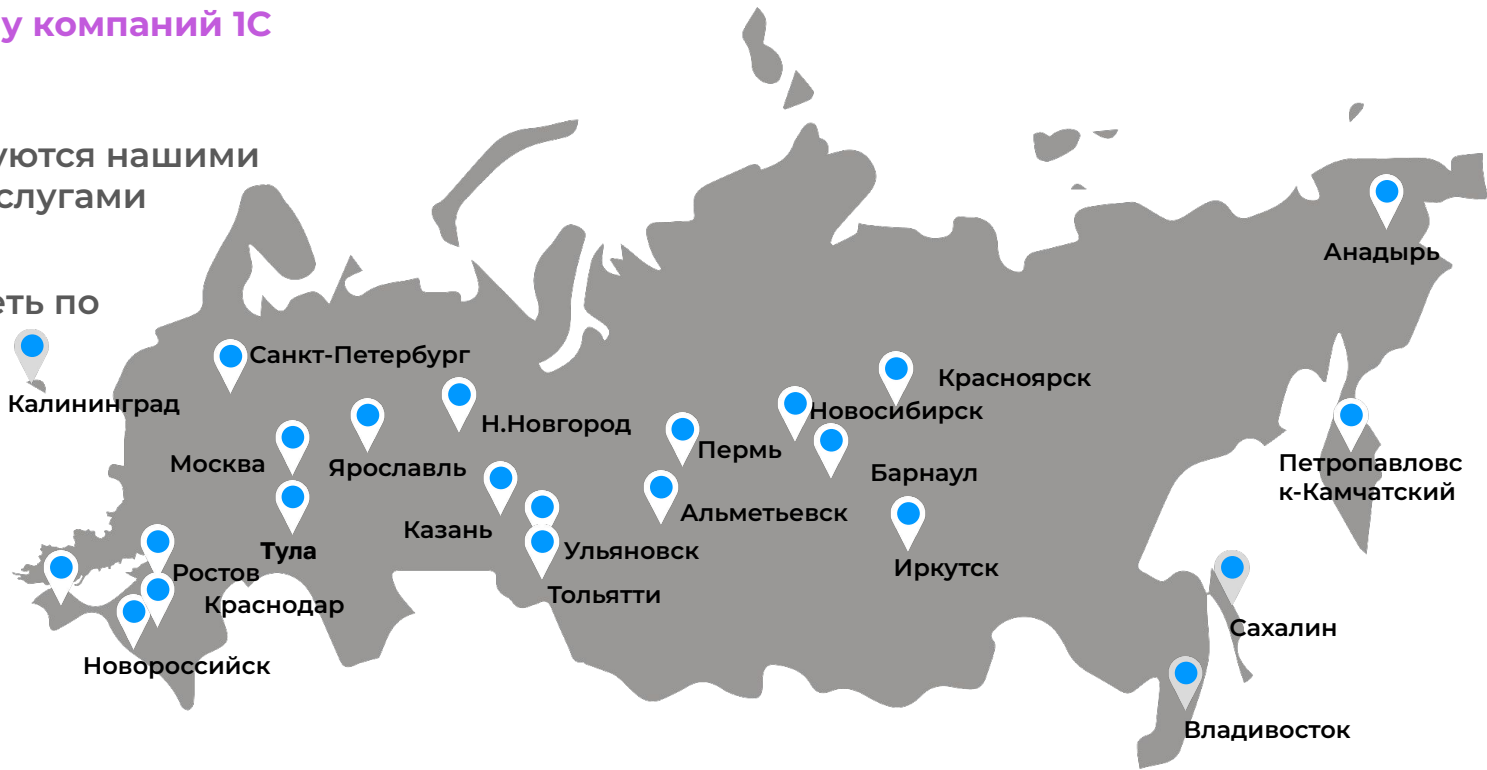 у компаний 1С
уются нашими
слугами
еть по
Анадырь
Санкт-Петербург
Красноярск
Калининград
Новосибирск
Н.Новгород
Пермь
Москва
Ярославль
Петропавловс
к-Камчатский
Барнаул
Альметьевск
Казань
Тула
Ульяновск
Иркутск
Ростов
Тольятти
Краснодар
Сахалин
Новороссийск
Владивосток